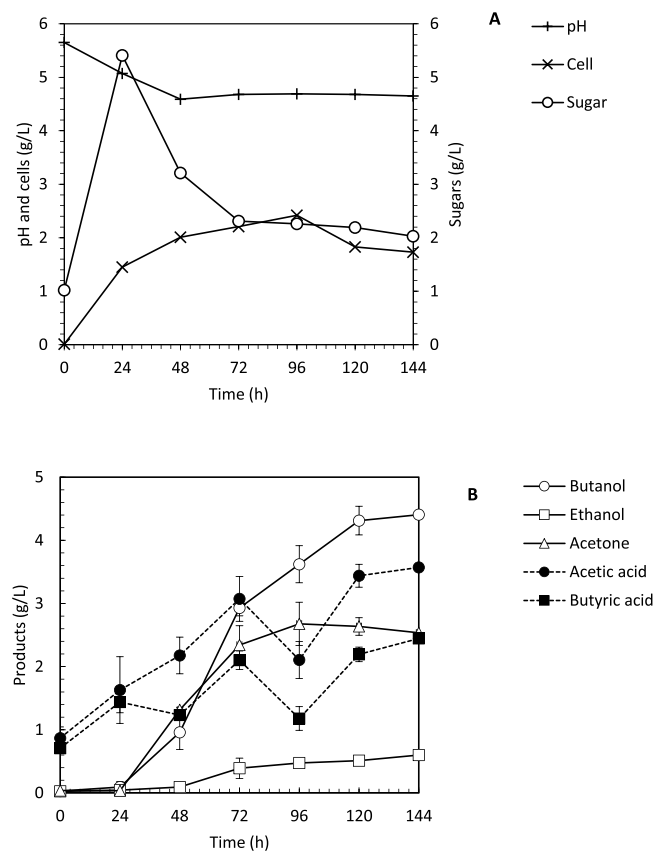 A
pH
Cell
Sugar
6
5
4
3
2
1
0
pH and cells (g/L)
6
5
4
3
2
1
0
Sugars (g/L)
0 24 48 72 96 120 144
Time (h)
B
Butanol
Ethanol
Acetone
Acetic acid
Butyric acid
5
4
3
2
1
0
Products (g/L)
0 24 48 72 96 120 144
Time (h)